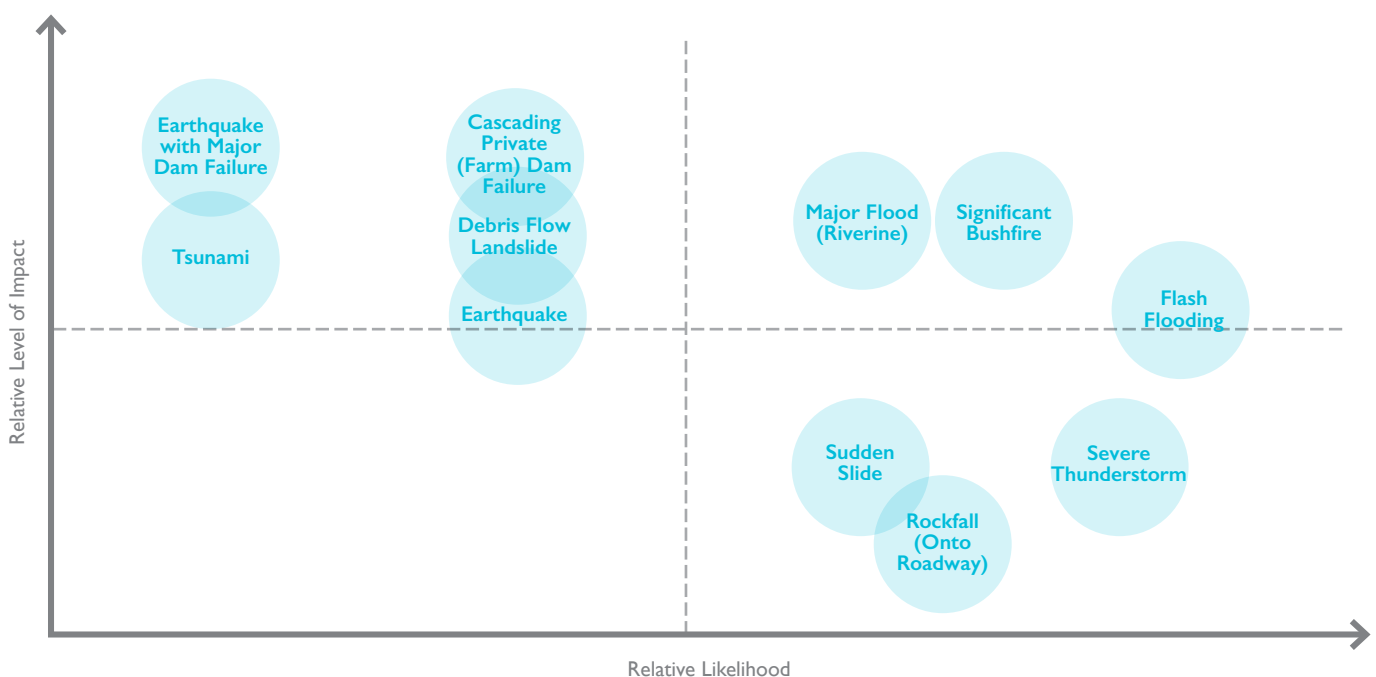 Relative Level of Impact
Earthquake
with Major
Dam Failure
Tsunami
Cascading
Private
(Farm) Dam
Failure
Debris Flow
Landslide
Earthquake
Major Flood
(Riverine)
Significant
Bushfire
Flash
Flooding
Sudden
Slide
Rockfall
(Onto
Roadway)
Severe
Thunderstorm
Relative Likelihood